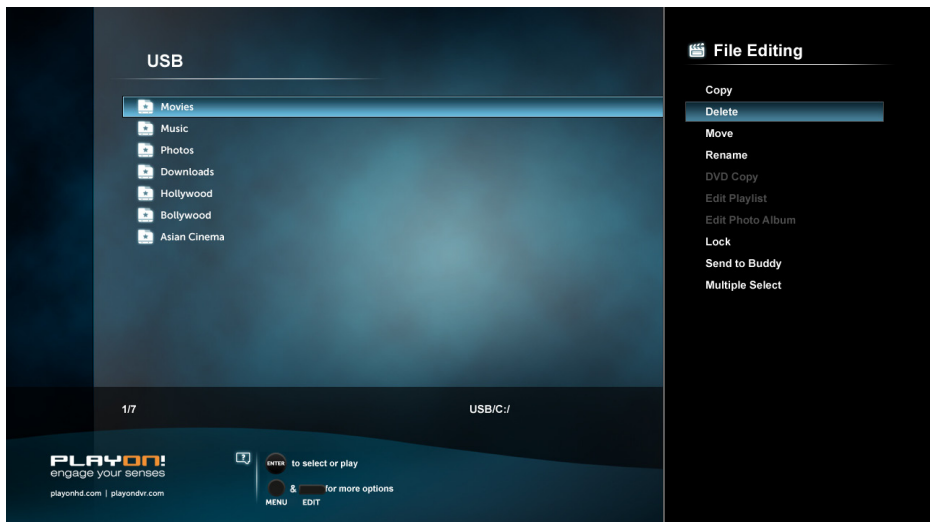 USB
Movies
Music
Photos
Downloads
Hollywood
Bollywood
Asian Cinema
1/7
USB/C:/
PLAYON!
engage your senses
playonhd.com | playondvr.com
?
ENTER to select or play
& for more options
MENU EDIT
File Editing
Copy
Delete
Move
Rename
DVD Copy
Edit Playlist
Edit Photo Album
Lock
Send to Buddy
Multiple Select